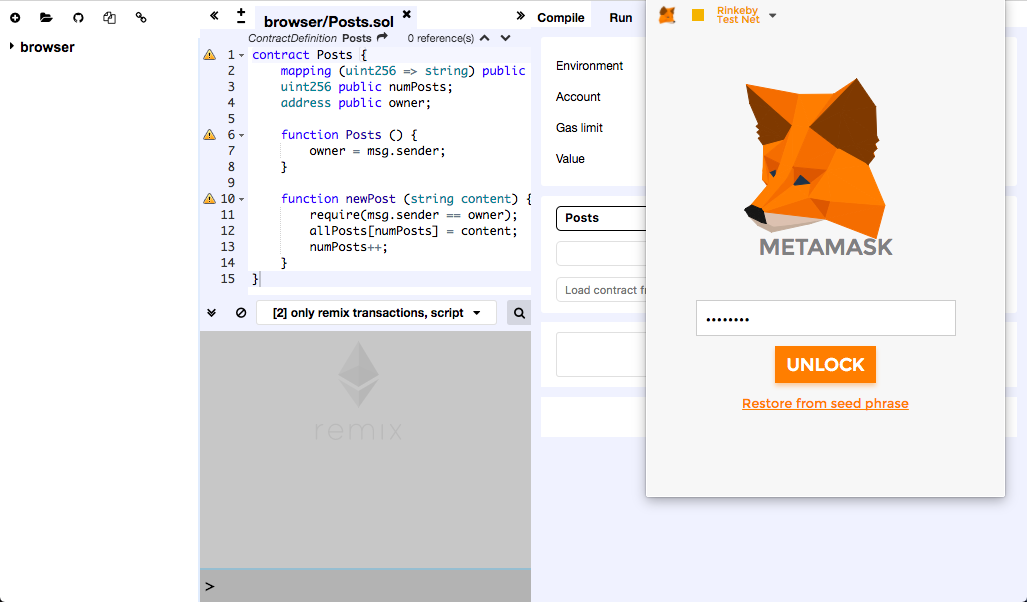 browser
browser/Posts.sol
ContractDefinition Posts 0 reference(s)
1 contract Posts {
2 mapping (uint256 => string) public
3 uint256 public numPosts;
4 address public owner;
5
6 function Posts () {
7 owner = msg.sender;
8 }
9
10 function newPost (string content) {
11 require(msg.sender == owner);
12 allPosts[numPosts] = content;
13 numPosts++;
14 }
15 }
[2] only remix transactions, script
remix
>
Compile Run
Environment
Account
Gas limit
Value
Posts
Load contract fr
Rinkeby
Test Net
METAMASK
••••••••
UNLOCK
Restore from seed phrase